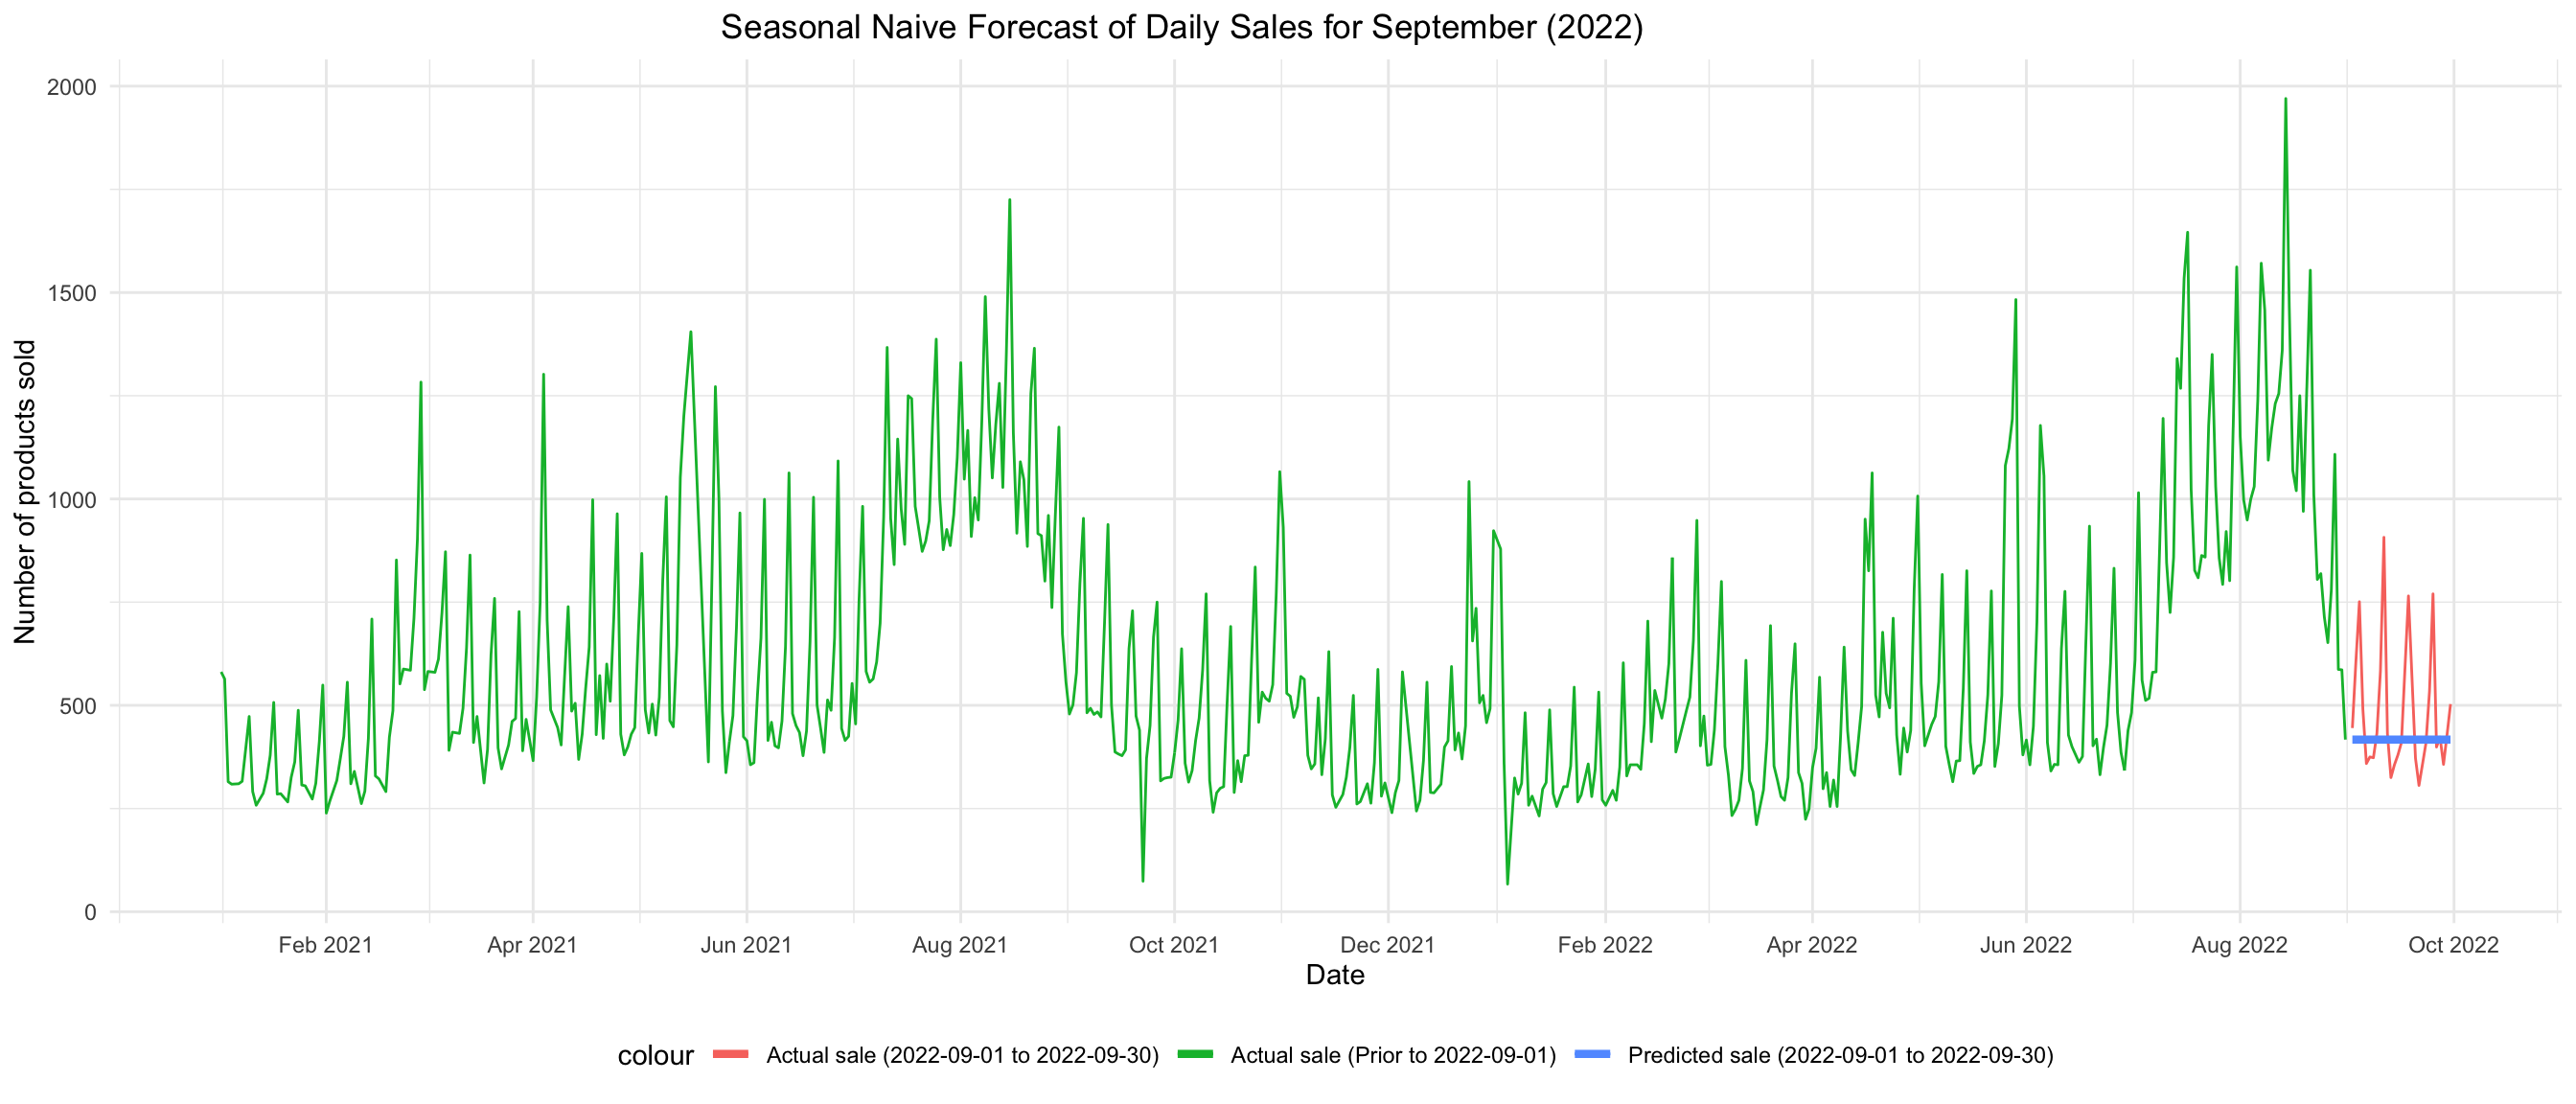 Seasonal Naive Forecast of Daily Sales for September (2022)
Number of products sold
2000
1500
1000
500
0
Feb 2021 Apr 2021 Jun 2021 Aug 2021 Oct 2021 Dec 2021 Feb 2022 Apr 2022 Jun 2022 Aug 2022 Oct 2022
Date
colour Actual sale (2022-09-01 to 2022-09-30) Actual sale (Prior to 2022-09-01) Predicted sale (2022-09-01 to 2022-09-30)